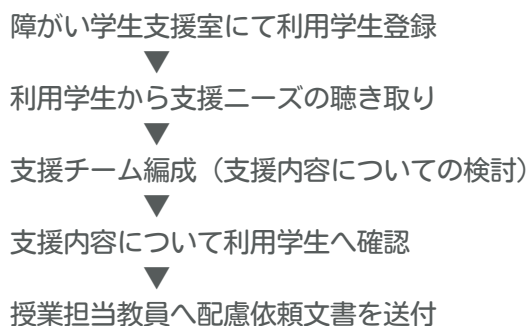 障がい学生支援室にて利用学生登録
▼
利用学生から支援ニーズの聴き取り
▼
支援チーム編成（支援内容についての検討）
▼
支援内容について利用学生へ確認
▼
授業担当教員へ配慮依頼文書を送付